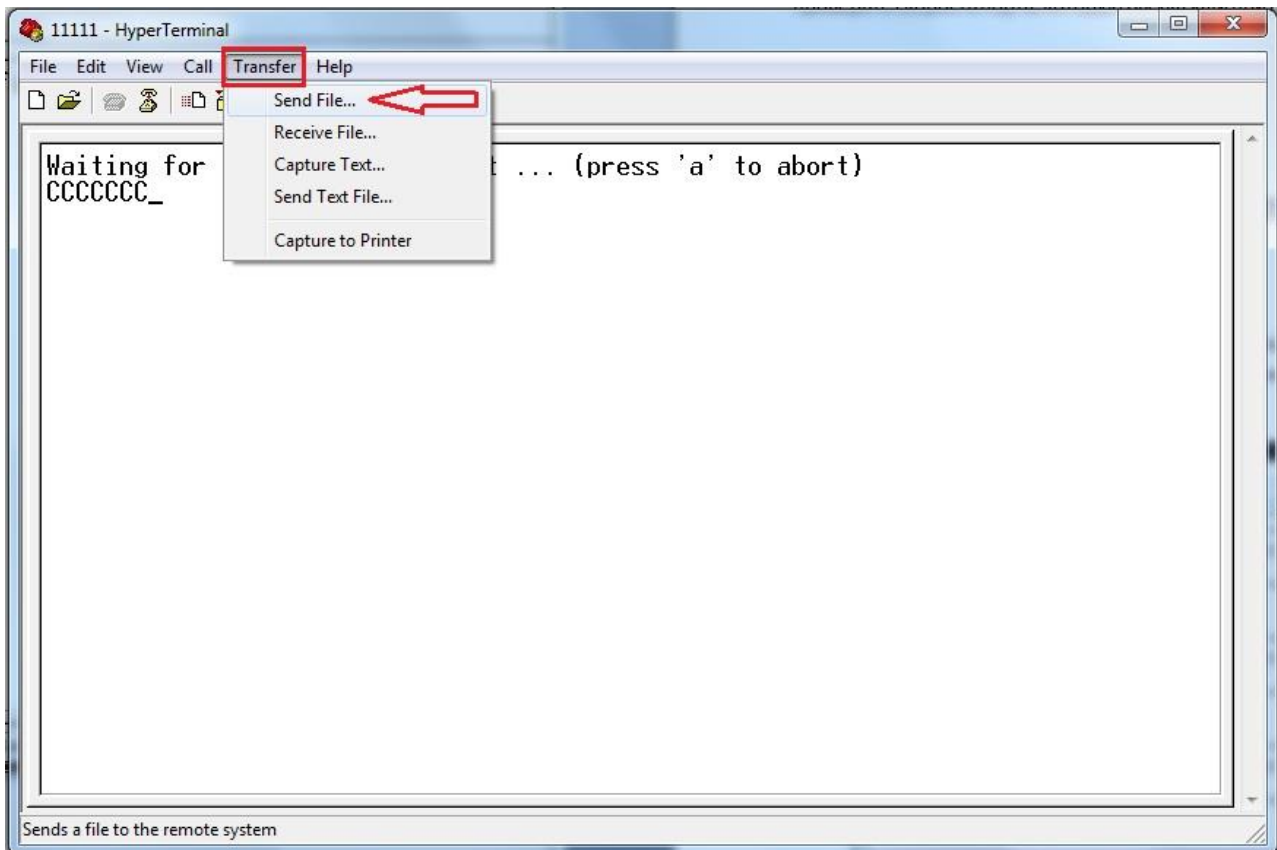 11111 - HyperTerminal
File Edit View Call Transfer Help
Send File...
Receive File...
Capture Text...
Send Text File...
Capture to Printer
Waiting for ... (press 'a' to abort)
CCCCCCC_
Sends a file to the remote system